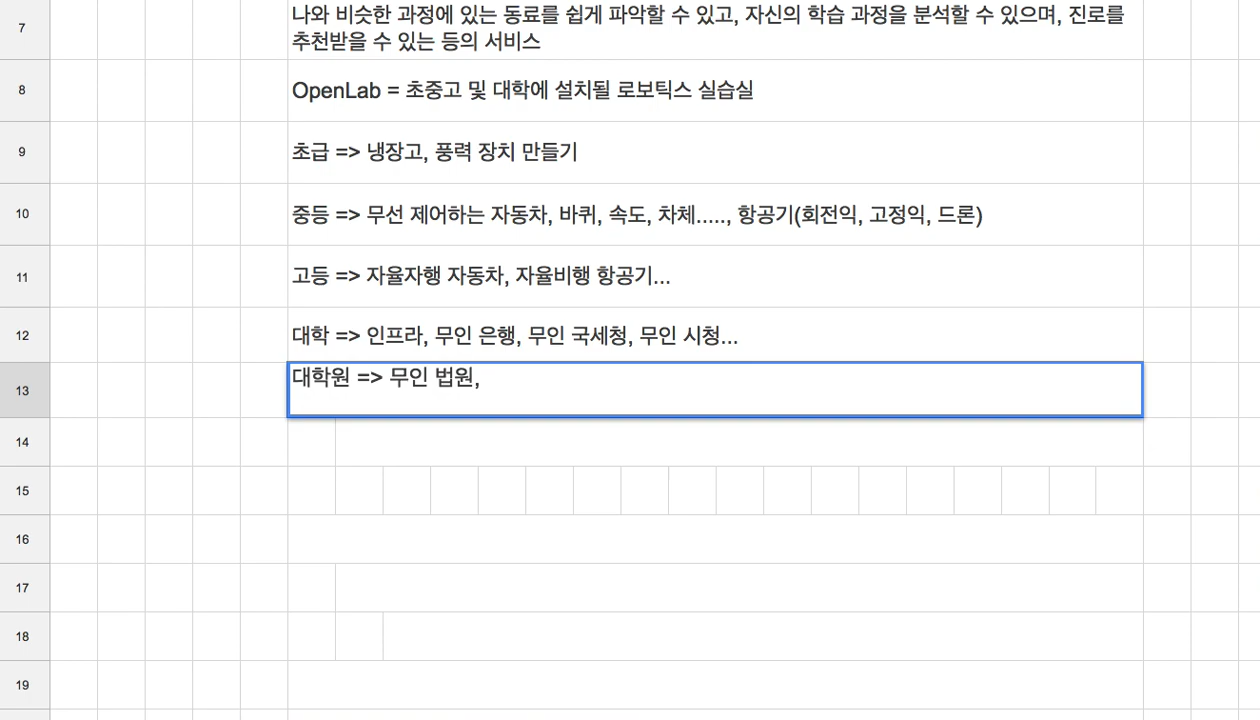 7
나와 비슷한 과정에 있는 동료를 쉽게 파악할 수 있고, 자신의 학습 과정을 분석할 수 있으며, 진로를
추천받을 수 있는 등의 서비스
8
OpenLab = 초중고 및 대학에 설치될 로보틱스 실습실
9
초급 => 냉장고, 풍력 장치 만들기
10
중등 => 무선 제어하는 자동차, 바퀴, 속도, 차체....., 항공기(회전익, 고정익, 드론)
11
고등 => 자율자행 자동차, 자율비행 항공기...
12
대학 => 인프라, 무인 은행, 무인 국세청, 무인 시청...
13
대학원 => 무인 법원,
14
15
16
17
18
19